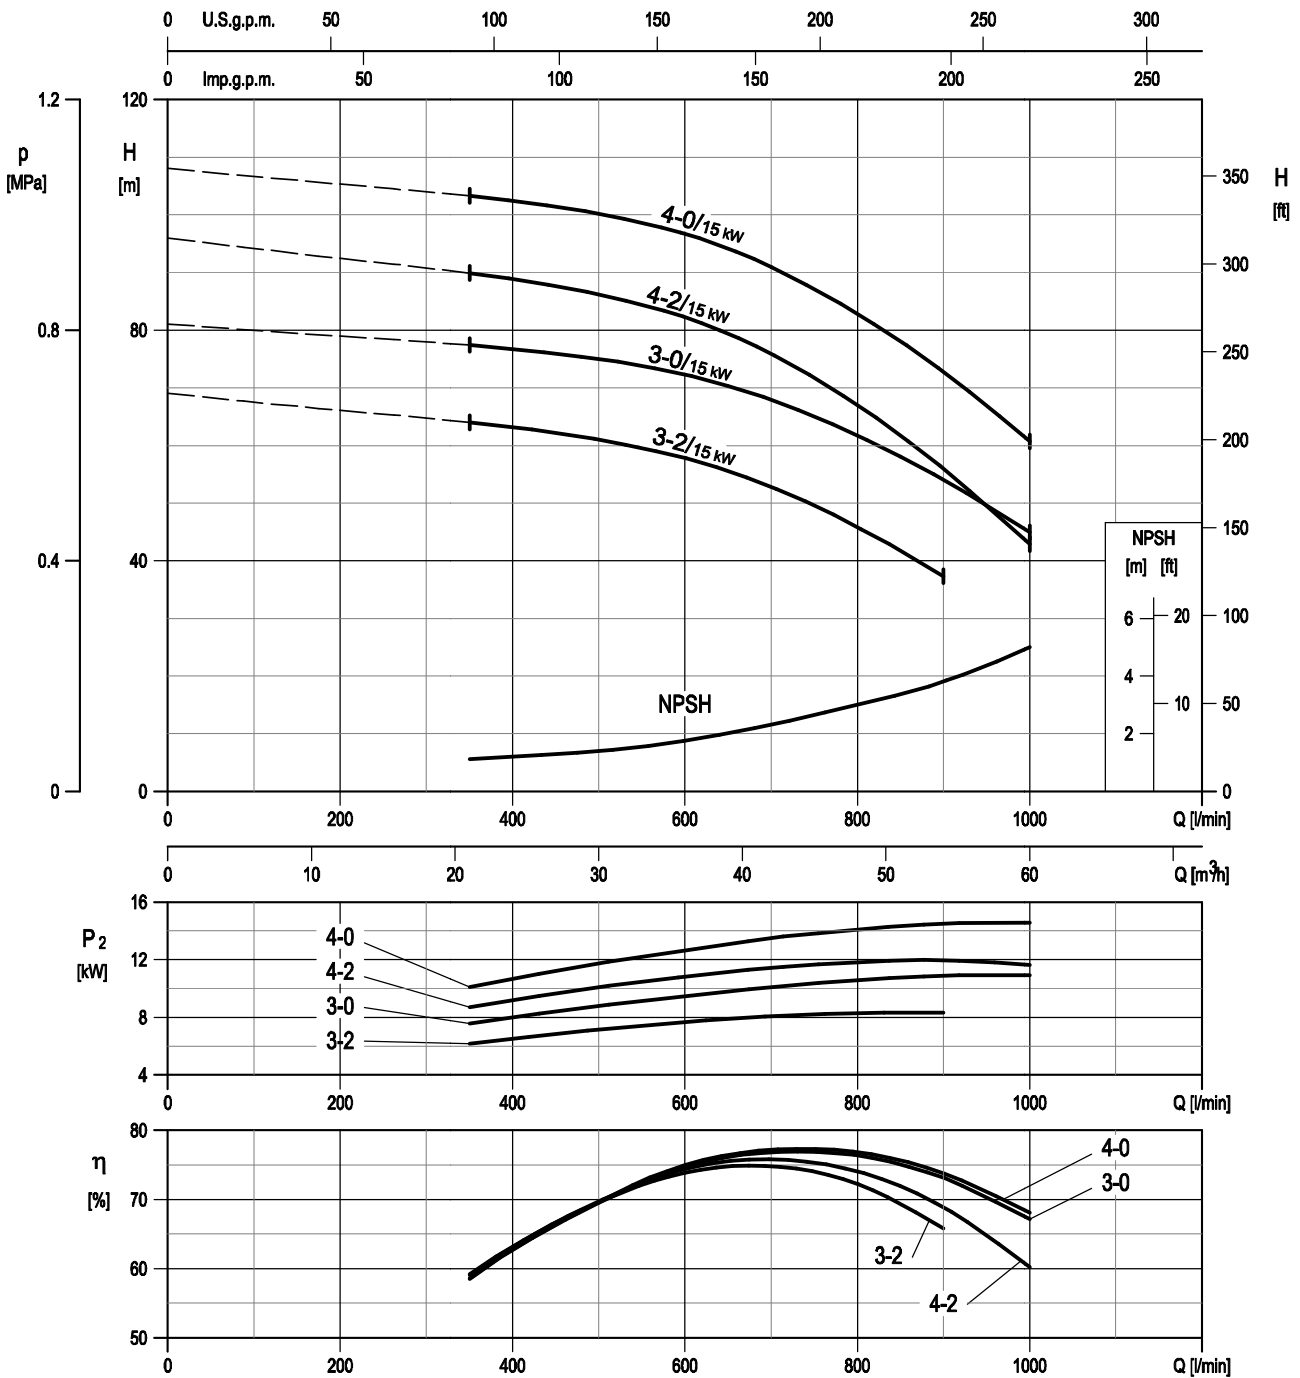 0 U.S.g.p.m. 50 100 150 200 250 300
0 Imp.g.p.m. 50 100 150 200 250
1.2 120
p H
[MPa] [m]
350 H
[ft]
4-0/15 kW
300
4-2/15 kW
0.8 80
250
3-0/15 kW
3-2/15 kW
200
150
NPSH
[m] [ft]
0.4 40
6 20 100
4
NPSH
10 50
2
0 0 0
0 200 400 600 800 1000 Q [l/min]
0 10 20 30 40 50 60 Q [m³/h]
16
P2
[kW]
4-0
12
4-2
3-0
8
3-2
4
0 200 400 600 800 1000 Q [l/min]
80
η
[%]
4-0
3-0
70
3-2
60
4-2
50
0 200 400 600 800 1000 Q [l/min]